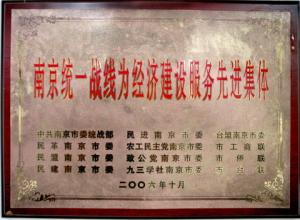 南京统一战线为经济建设服务先进集体
中共南京市委统战部 民进南京市委 台盟南京市委
民革南京市委 农工民主党南京市委 市工商联
民盟南京市委 致公党南京市委 市侨联
民建南京市委 九三学社南京市委 市台联
二〇〇六年十月